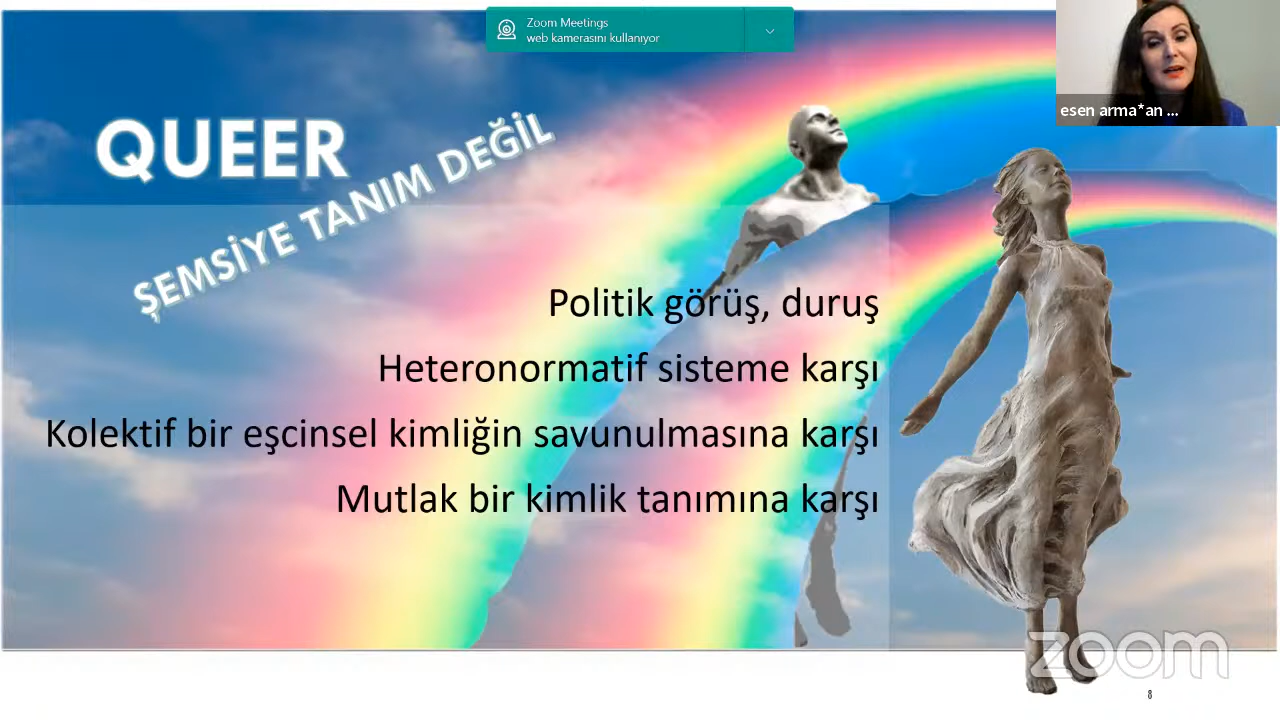 Zoom Meetings
web kamerasını kullanıyor
esen arma*an ...
QUEER
ŞEMSİYE TANIM DEĞİL
Politik görüş, duruş
Heteronormatif sisteme karşı
Kolektif bir eşcinsel kimliğin savunulmasına karşı
Mutlak bir kimlik tanımına karşı
zoom
8